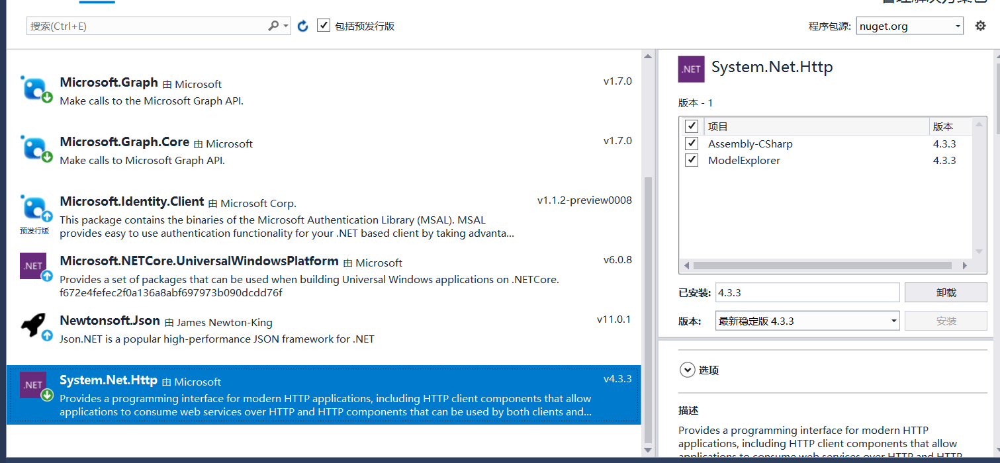 搜索(Ctrl+E)
包括预发行版
程序包源: nuget.org
Microsoft.Graph 由 Microsoft v1.7.0
Make calls to the Microsoft Graph API.
Microsoft.Graph.Core 由 Microsoft v1.7.0
Make calls to Microsoft Graph API.
Microsoft.Identity.Client 由 Microsoft Corp. v1.1.2-preview0008
预发行版
This package contains the binaries of the Microsoft Authentication Library (MSAL). MSAL
provides easy to use authentication functionality for your .NET based client by taking advanta...
.NET
Microsoft.NETCore.UniversalWindowsPlatform 由 Microsoft v6.0.8
Provides a set of packages that can be used when building Universal Windows applications on .NETCore.
f672e4fefec2f0a136a8abf697973b090dcdd76f
Newtonsoft.Json 由 James Newton-King v11.0.1
Json.NET is a popular high-performance JSON framework for .NET
.NET
System.Net.Http 由 Microsoft v4.3.3
Provides a programming interface for modern HTTP applications, including HTTP client components that allow
applications to consume web services over HTTP and HTTP components that can be used by both clients and...
.NET
System.Net.Http
版本 - 1
项目 版本
Assembly-CSharp 4.3.3
ModelExplorer 4.3.3
已安装: 4.3.3 卸载
版本: 最新稳定版 4.3.3 安装
选项
描述
Provides a programming interface for modern HTTP
applications, including HTTP client components that allow
applications to consume web services over HTTP and HTTP